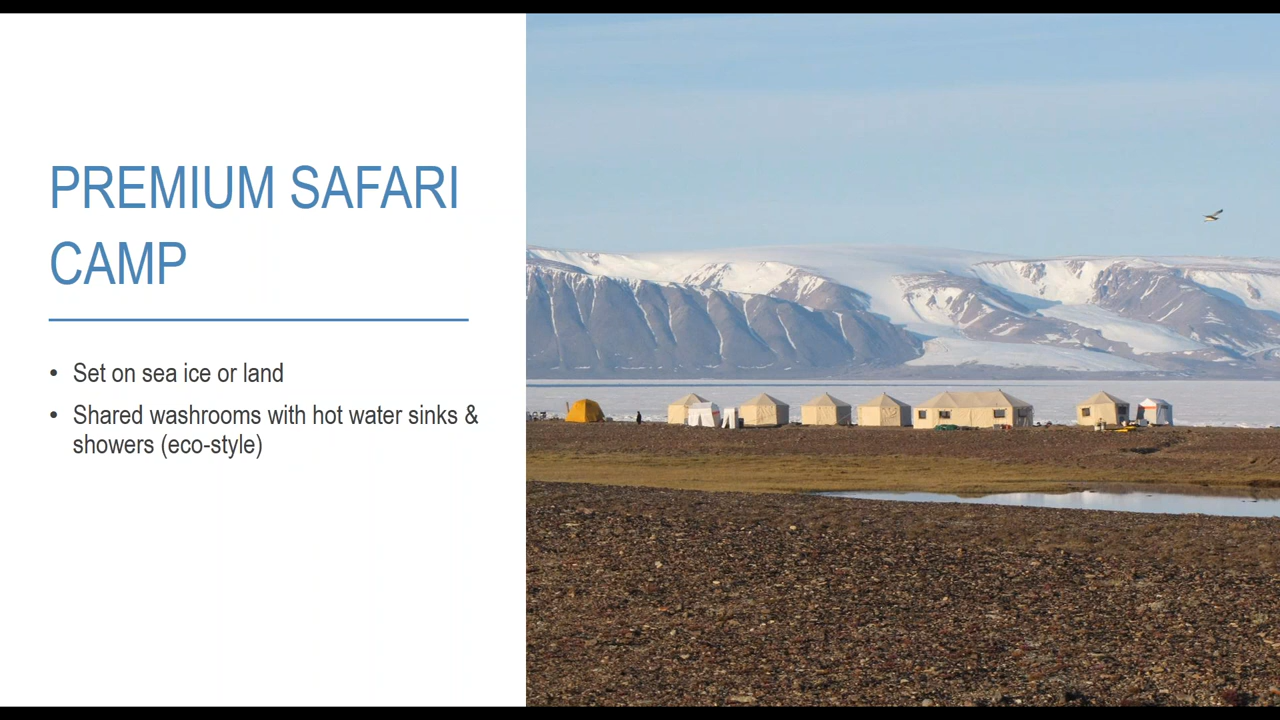 PREMIUM SAFARI
CAMP
• Set on sea ice or land
• Shared washrooms with hot water sinks &
showers (eco-style)